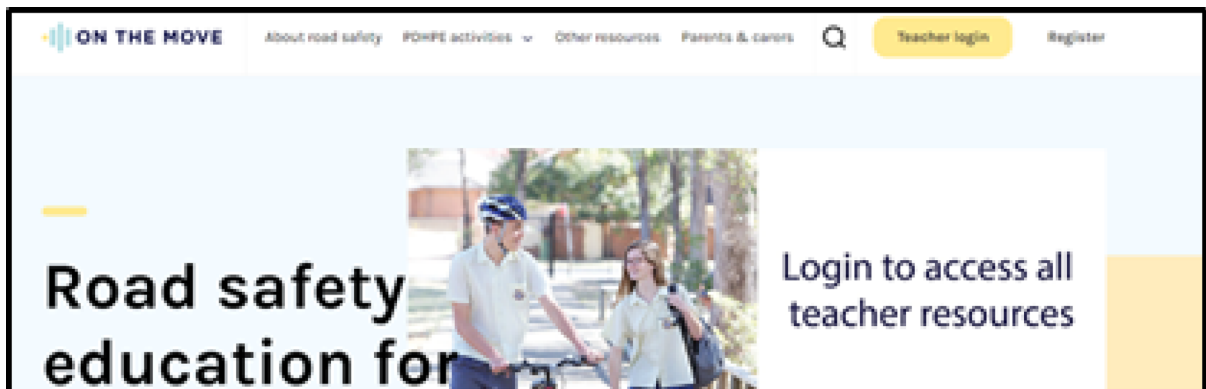 ON THE MOVE
About road safety
PDHPE activities
Other resources
Parents & carers
Teacher login
Register
Road safety
education for
Login to access all
teacher resources